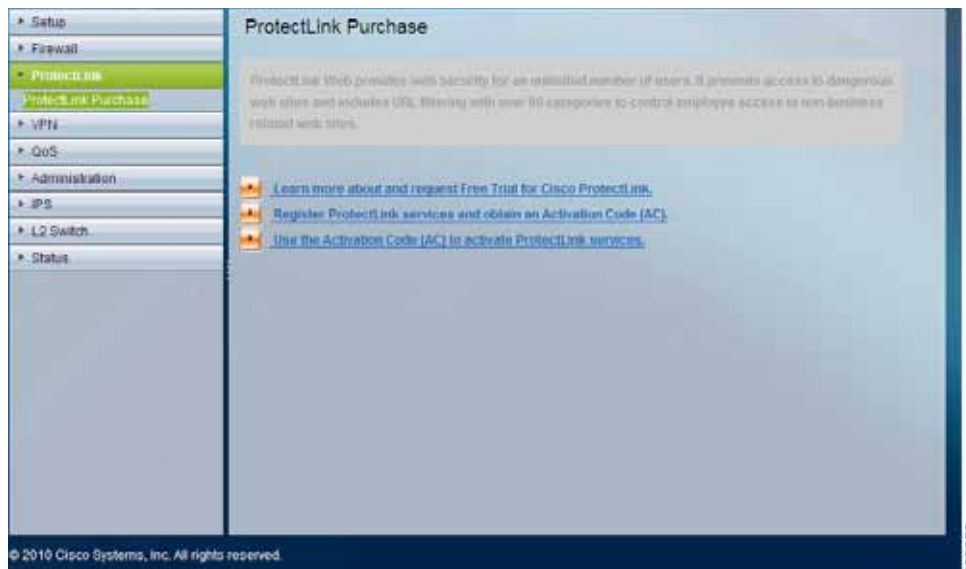 Setup
Firewall
ProtectLink
ProtectLink Purchase
VPN
QoS
Administration
IPS
L2 Switch
Status
ProtectLink Purchase
ProtectLink Web provides web security for an unlimited number of users. It prevents access to dangerous
web sites and includes URL filtering with over 80 categories to control employee access to non-business
related web sites.
Learn more about and request Free Trial for Cisco ProtectLink.
Register ProtectLink services and obtain an Activation Code (AC).
Use the Activation Code (AC) to activate ProtectLink services.
© 2010 Cisco Systems, Inc. All rights reserved.